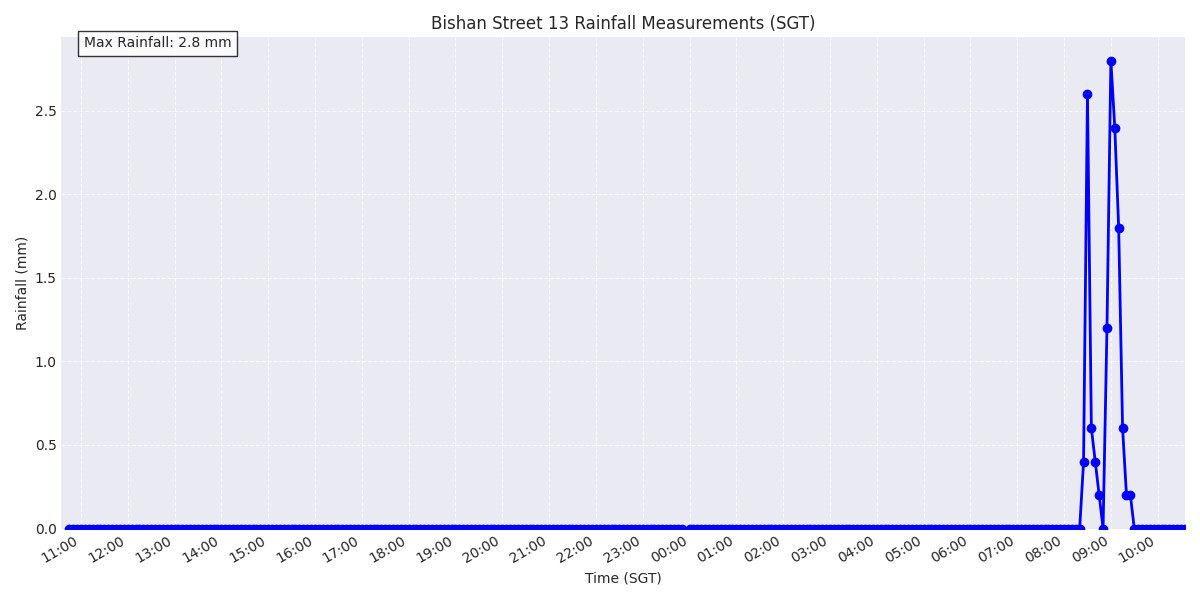 Bishan Street 13 Rainfall Measurements (SGT)
Max Rainfall: 2.8 mm
Rainfall (mm)
2.5
2.0
1.5
1.0
0.5
0.0
11:00 12:00 13:00 14:00 15:00 16:00 17:00 18:00 19:00 20:00 21:00 22:00 23:00 00:00 01:00 02:00 03:00 04:00 05:00 06:00 07:00 08:00 09:00 10:00
Time (SGT)